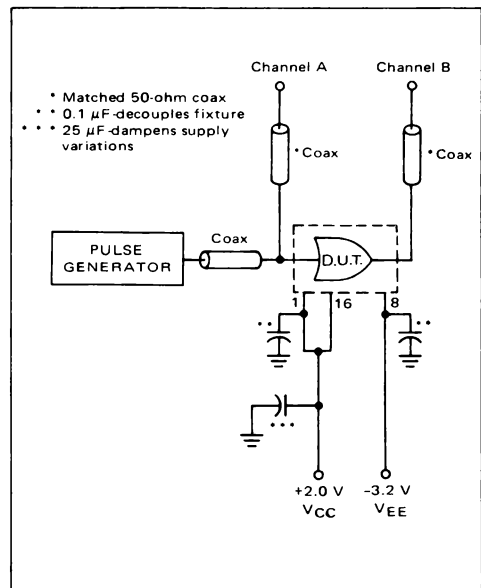 Channel A Channel B
* Matched 50-ohm coax
* * 0.1 μF-decouples fixture
* * * 25 μF-dampens supply
variations
*Coax
*Coax
Coax
PULSE
GENERATOR
D.U.T.
1
16
8
* *
* *
* * *
+2.0 V
VCC
-3.2 V
VEE